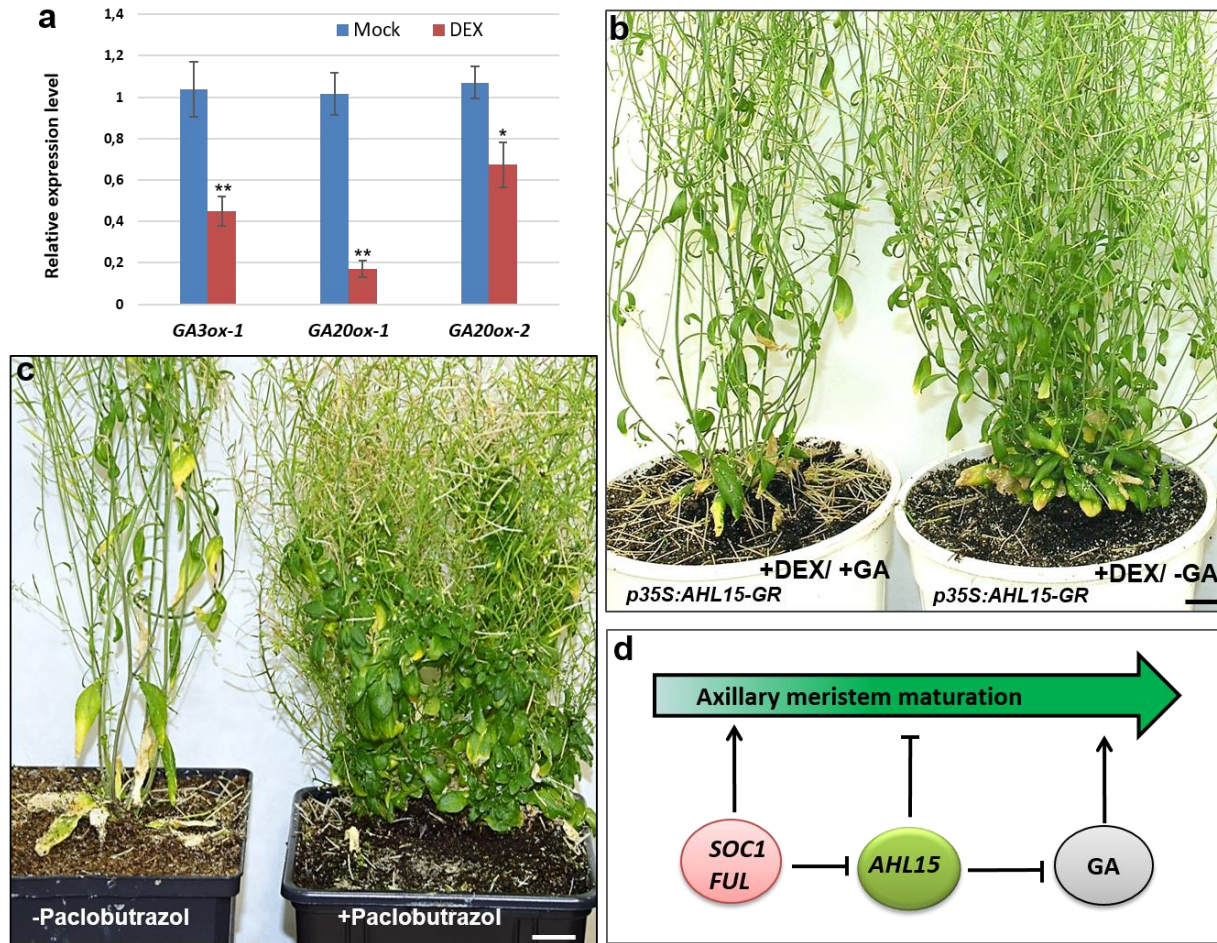 a
1,4
1,2
1
0,8
0,6
0,4
0,2
0
Relative expression level
Mock
DEX
**
**
*
GA3ox-1
GA20ox-1
GA20ox-2
b
+DEX/ +GA
p35S:AHL15-GR
+DEX/ -GA
p35S:AHL15-GR
c
-Paclobutrazol
+Paclobutrazol
d
Axillary meristem maturation
SOC1
FUL
AHL15
GA